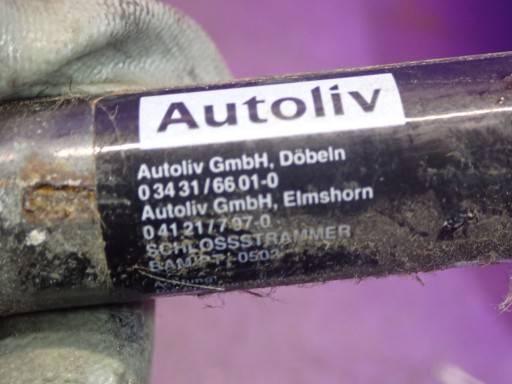 Autoliv
Autoliv GmbH, Döbeln
0 34 31 / 66 01-0
Autoliv GmbH, Elmshorn
0 41 21 / 7 97-0
SCHLOSSSTRAMMER